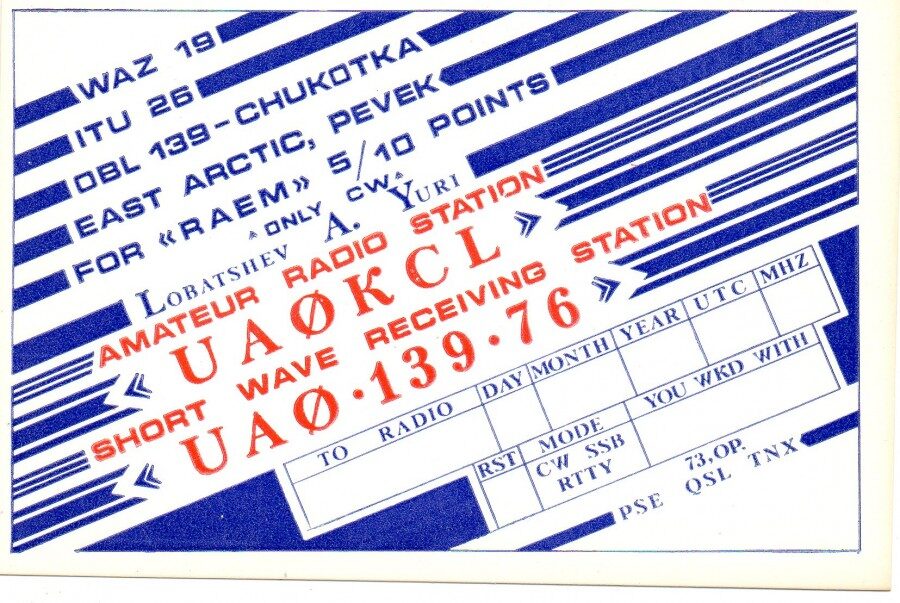 WAZ 19
ITU 26
OBL 139-CHUKOTKA
EAST ARCTIC, PEVEK
FOR «RAEM» 5/10 POINTS
"ONLY CW"
LOBATSHEV A. YURI
AMATEUR RADIO STATION
« UAØKCL »
SHORT WAVE RECEIVING STATION
« UAØ·139·76 »
TO RADIO DAY MONTH YEAR UTC MHZ
RST MODE YOU WKD WITH
CW SSB
RTTY
73, OP.
PSE QSL TNX